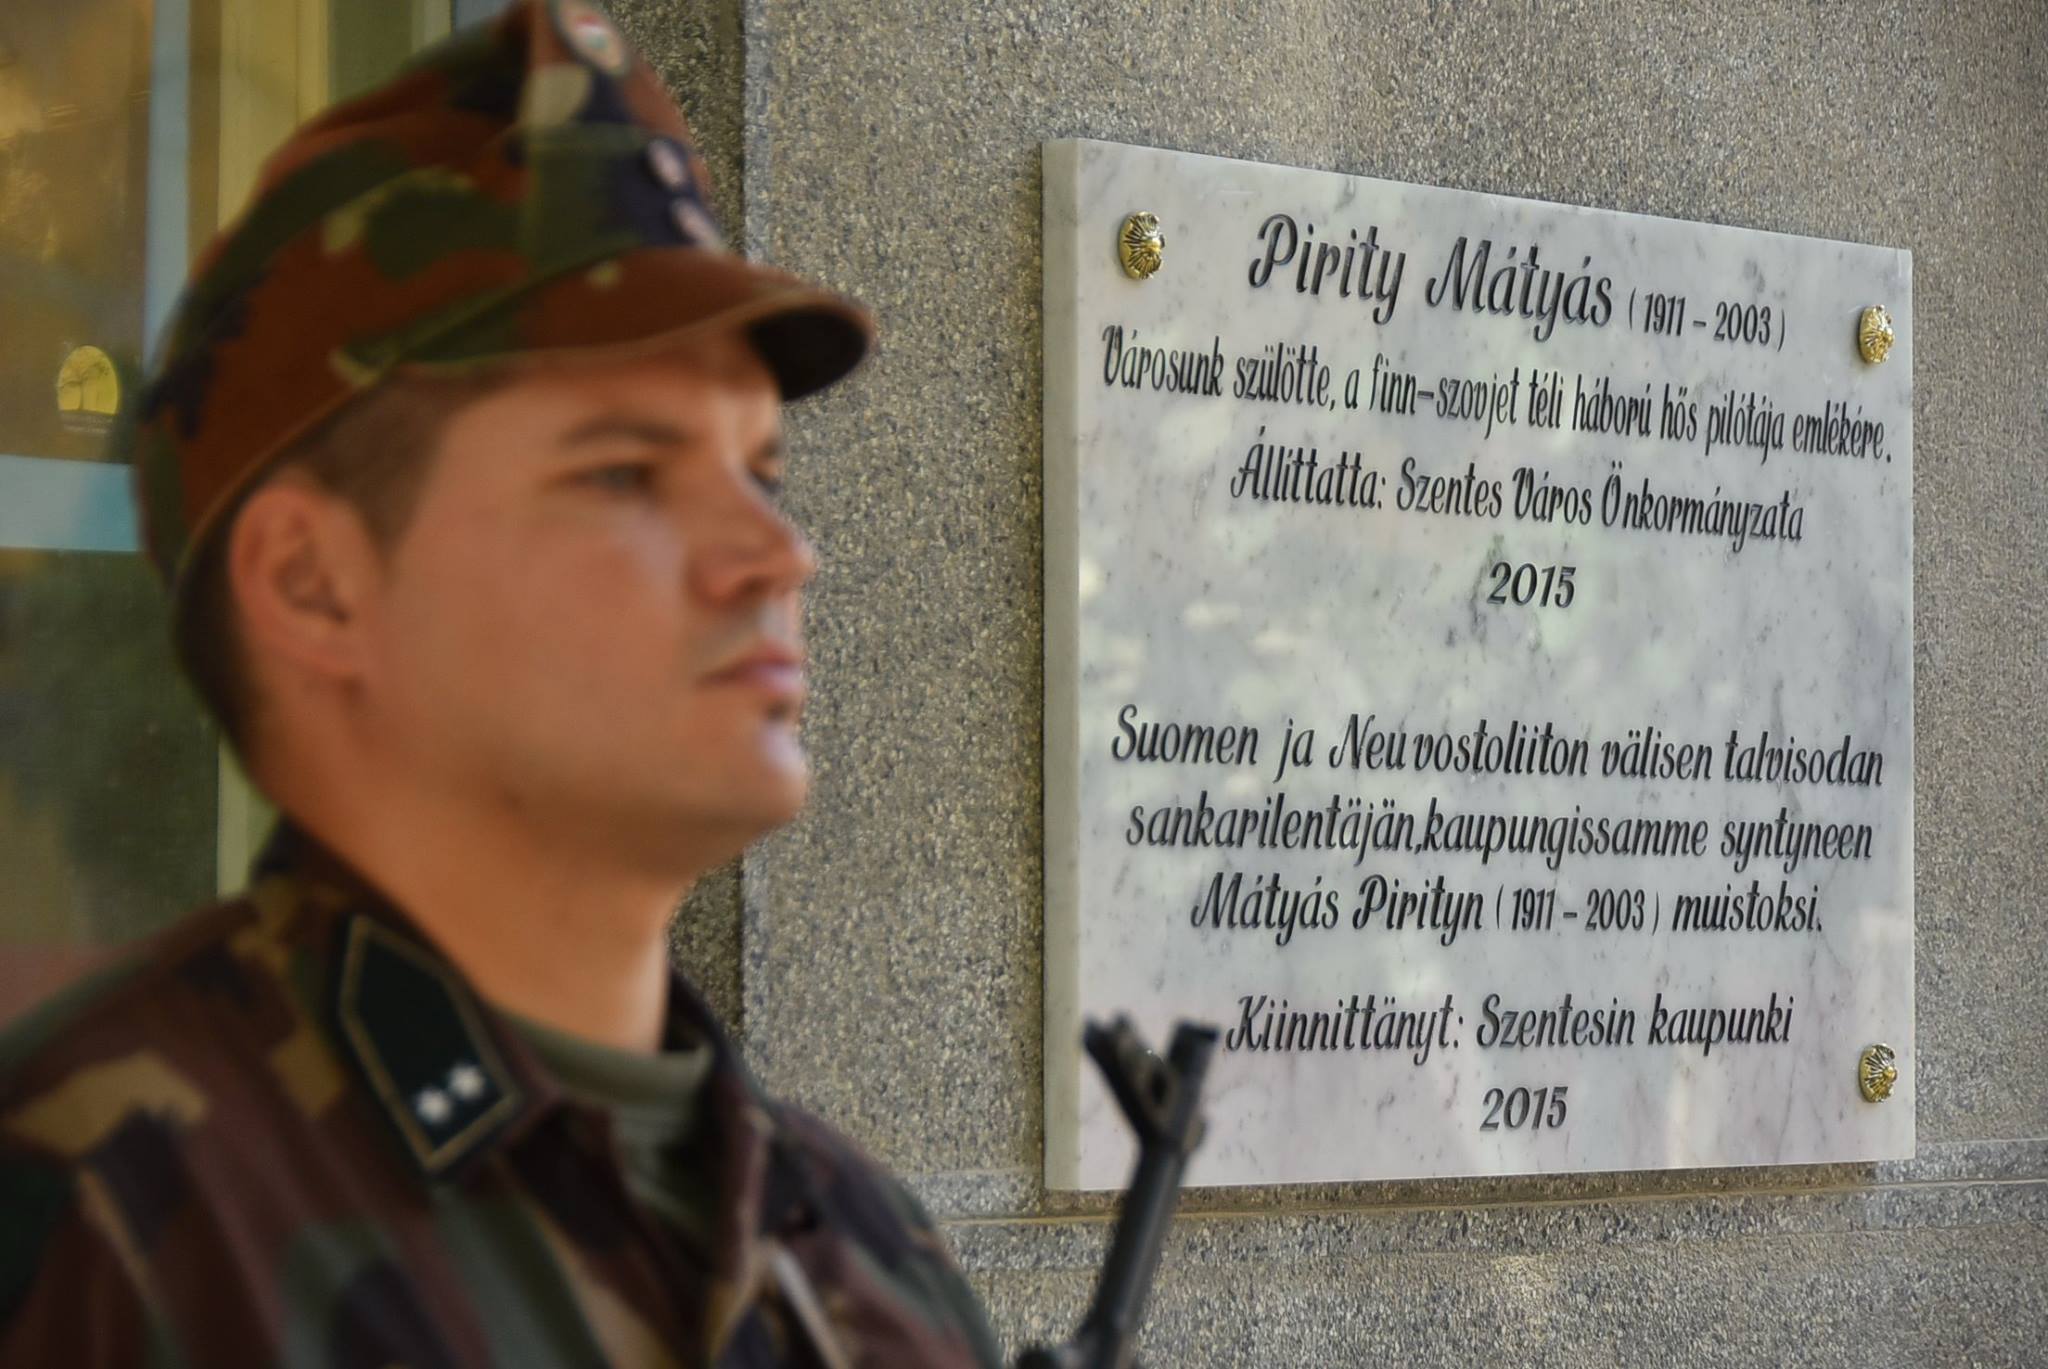 Pirity Mátyás (1911 - 2003)
Városunk szülötte, a finn-szovjet téli háború hős pilótája emlékére.
Állíttatta: Szentes Város Önkormányzata
2015
Suomen ja Neuvostoliiton välisen talvisodan
sankarilentäjän,kaupungissamme syntyneen
Mátyás Pirityn (1911 - 2003) muistoksi.
Kiinnittänyt: Szentesin kaupunki
2015